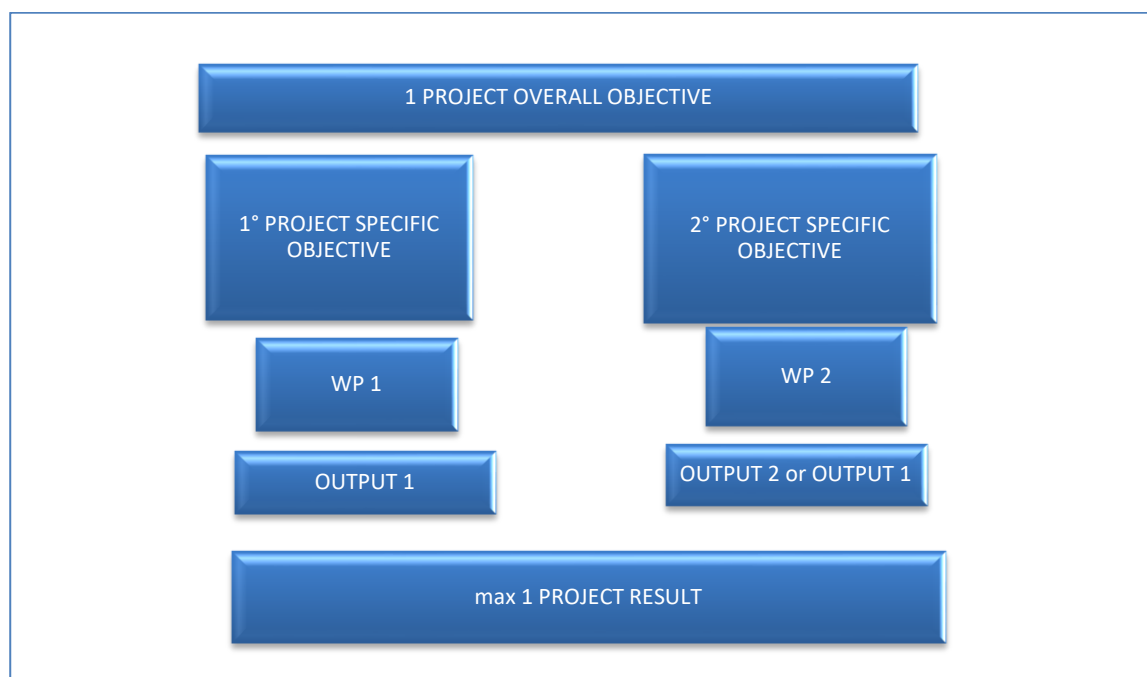 1 PROJECT OVERALL OBJECTIVE
1° PROJECT SPECIFIC
OBJECTIVE
2° PROJECT SPECIFIC
OBJECTIVE
WP 1
WP 2
OUTPUT 1
OUTPUT 2 or OUTPUT 1
max 1 PROJECT RESULT